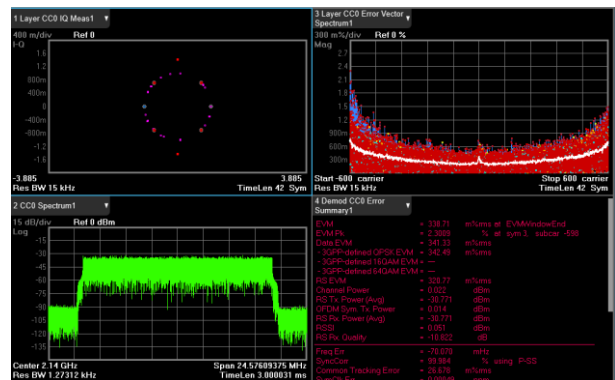 1 Layer CC0 IQ Meas1
400 m/div Ref 0
I-Q
1.6
1.2
800m
400m
0
-400m
-800m
-1.2
-1.6
-3.885 3.885
Res BW 15 kHz TimeLen 42 Sym
3 Layer CC0 Error Vector
Spectrum1
300 m%/div Ref 0 %
Mag
2.7
2.4
2.1
1.8
1.5
1.2
900m
600m
300m
Start -600 carrier Stop 600 carrier
Res BW 15 kHz TimeLen 42 Sym
2 CC0 Spectrum1
15 dB/div Ref 0 dBm
Log
-15
-30
-45
-60
-75
-90
-105
-120
-135
Center 2.14 GHz Span 24.57609375 MHz
Res BW 1.27312 kHz TimeLen 3.000031 ms
4 Demod CC0 Error
Summary1
EVM = 338.71 m%rms at EVMWindowEnd
EVM Pk = 2.3009 % at sym 3, subcar -598
Data EVM = 341.33 m%rms
- 3GPP-defined QPSK EVM = 342.49 m%rms
- 3GPP-defined 16QAM EVM = ---
- 3GPP-defined 64QAM EVM = ---
RS EVM = 320.77 m%rms
Channel Power = 0.022 dBm
RS Tx. Power (Avg) = -30.771 dBm
OFDM Sym. Tx. Power = 0.014 dBm
RS Rx. Power (Avg) = -30.771 dBm
RSSI = 0.051 dBm
RS Rx. Quality = -10.822 dB
Freq Err = -70.070 mHz
SyncCorr = 99.984 % using P-SS
Common Tracking Error = 26.678 m%rms